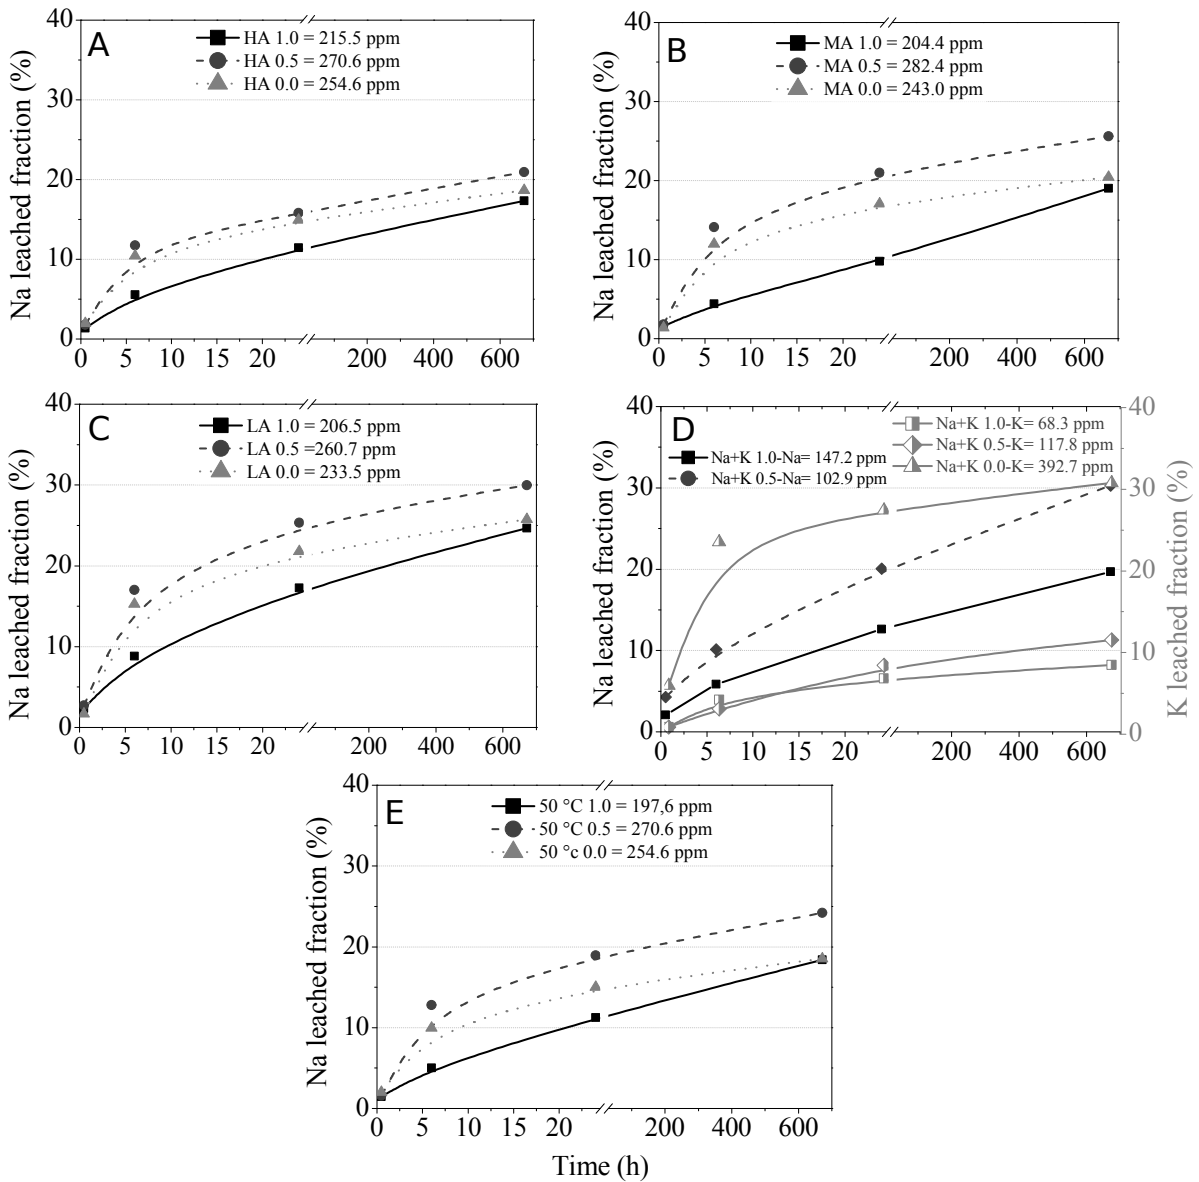 A
HA 1.0 = 215.5 ppm
HA 0.5 = 270.6 ppm
HA 0.0 = 254.6 ppm
Na leached fraction (%)
40
30
20
10
0
0 5 10 15 20 200 400 600
B
MA 1.0 = 204.4 ppm
MA 0.5 = 282.4 ppm
MA 0.0 = 243.0 ppm
Na leached fraction (%)
40
30
20
10
0
0 5 10 15 20 200 400 600
C
LA 1.0 = 206.5 ppm
LA 0.5 =260.7 ppm
LA 0.0 = 233.5 ppm
Na leached fraction (%)
40
30
20
10
0
0 5 10 15 20 200 400 600
D
Na+K 1.0-Na= 147.2 ppm
Na+K 0.5-Na= 102.9 ppm
Na+K 1.0-K= 68.3 ppm
Na+K 0.5-K= 117.8 ppm
Na+K 0.0-K= 392.7 ppm
Na leached fraction (%)
40
30
20
10
0
0 5 10 15 20 200 400 600
40
30
20
10
0
K leached fraction (%)
E
50 °C 1.0 = 197,6 ppm
50 °C 0.5 = 270.6 ppm
50 °c 0.0 = 254.6 ppm
Na leached fraction (%)
40
30
20
10
0
0 5 10 15 20 200 400 600
Time (h)